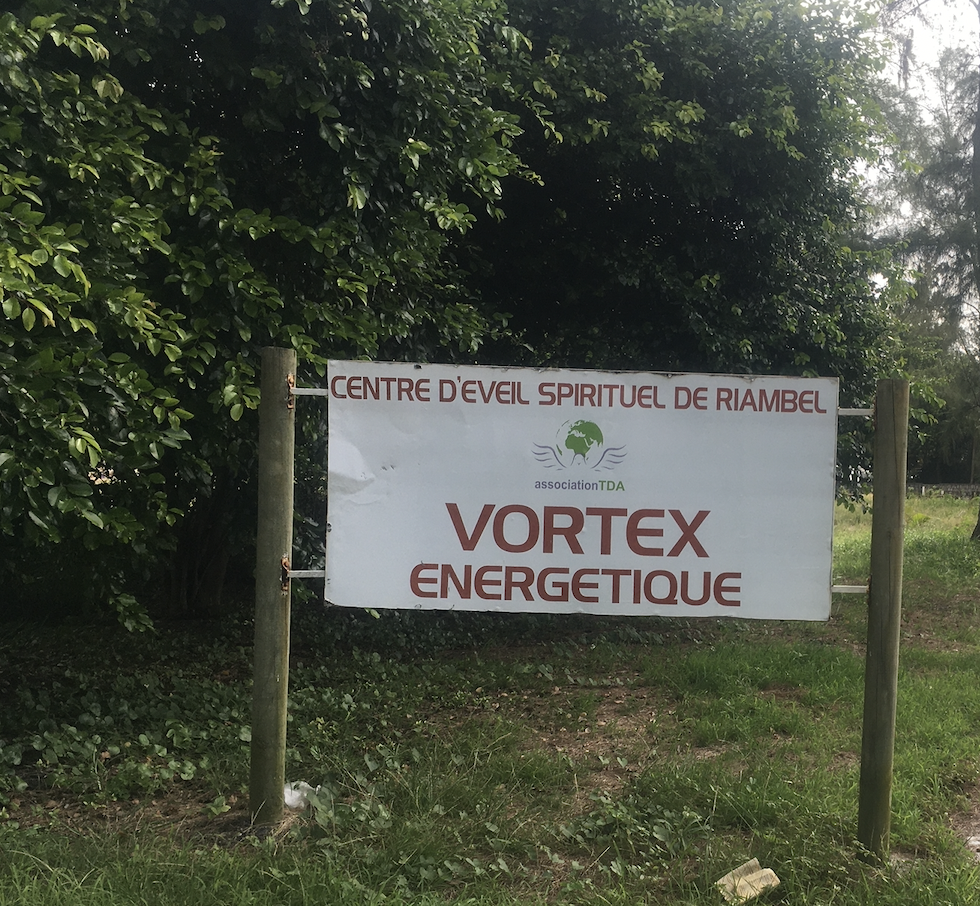 CENTRE D'EVEIL SPIRITUEL DE RIAMBEL
associationTDA
VORTEX
ENERGETIQUE